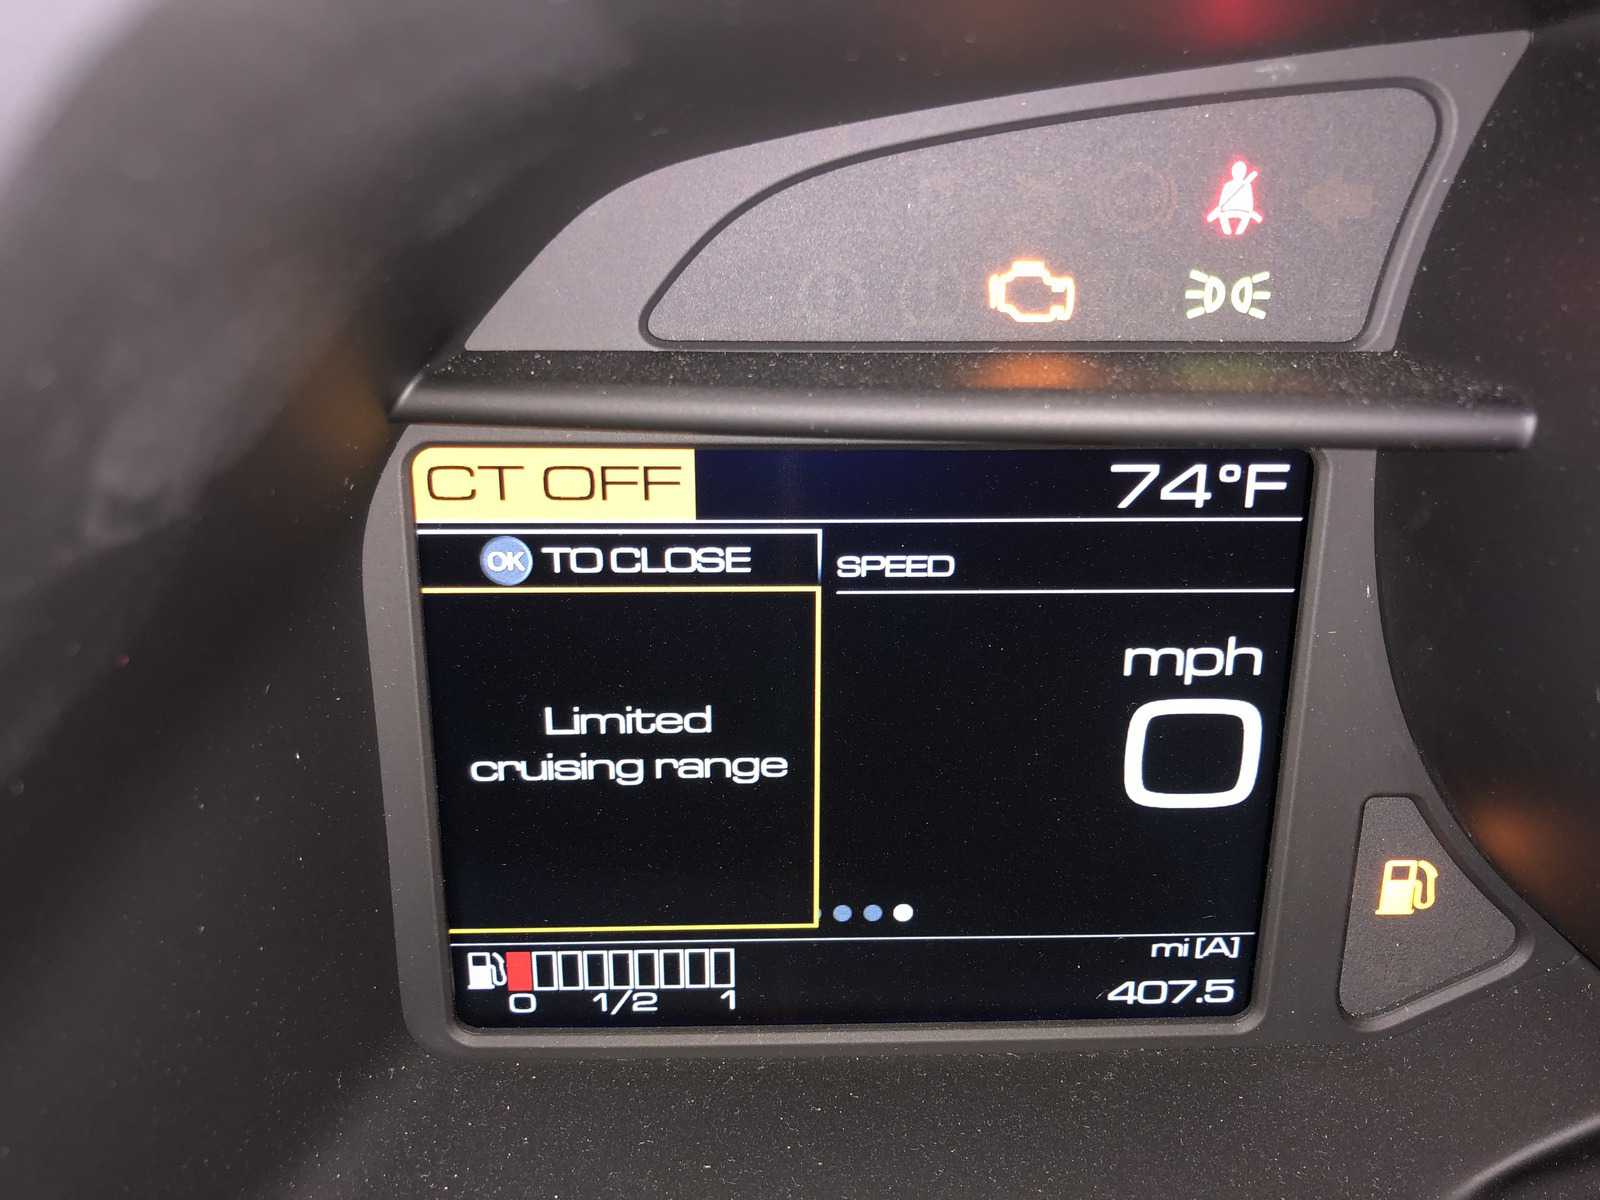 CT OFF
74°F
OK TO CLOSE
SPEED
Limited
cruising range
mph
0
mi [A]
407.5
0 1/2 1